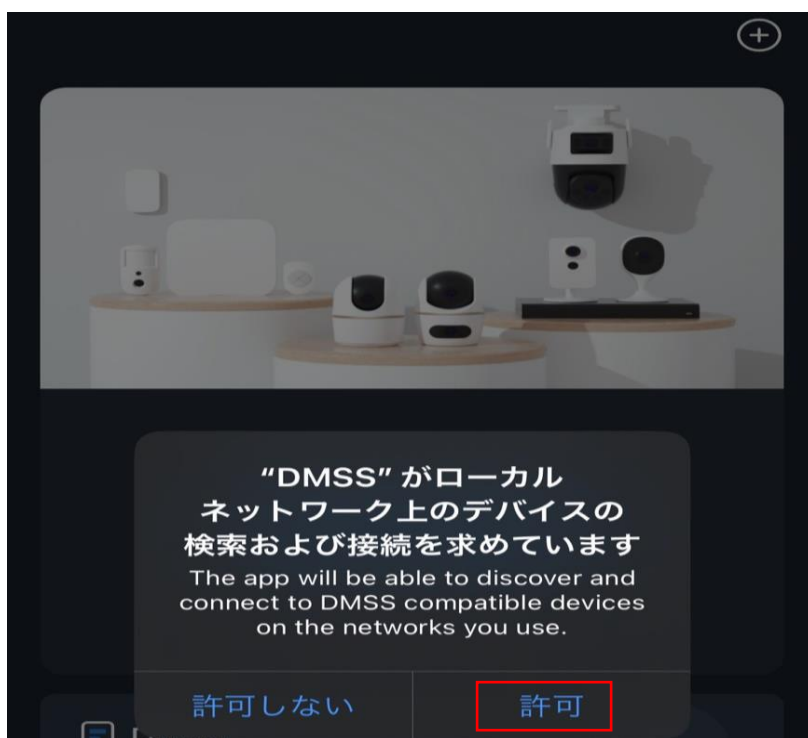 “DMSS” がローカル
ネットワーク上のデバイスの
検索および接続を求めています
The app will be able to discover and
connect to DMSS compatible devices
on the networks you use.
許可しない
許可